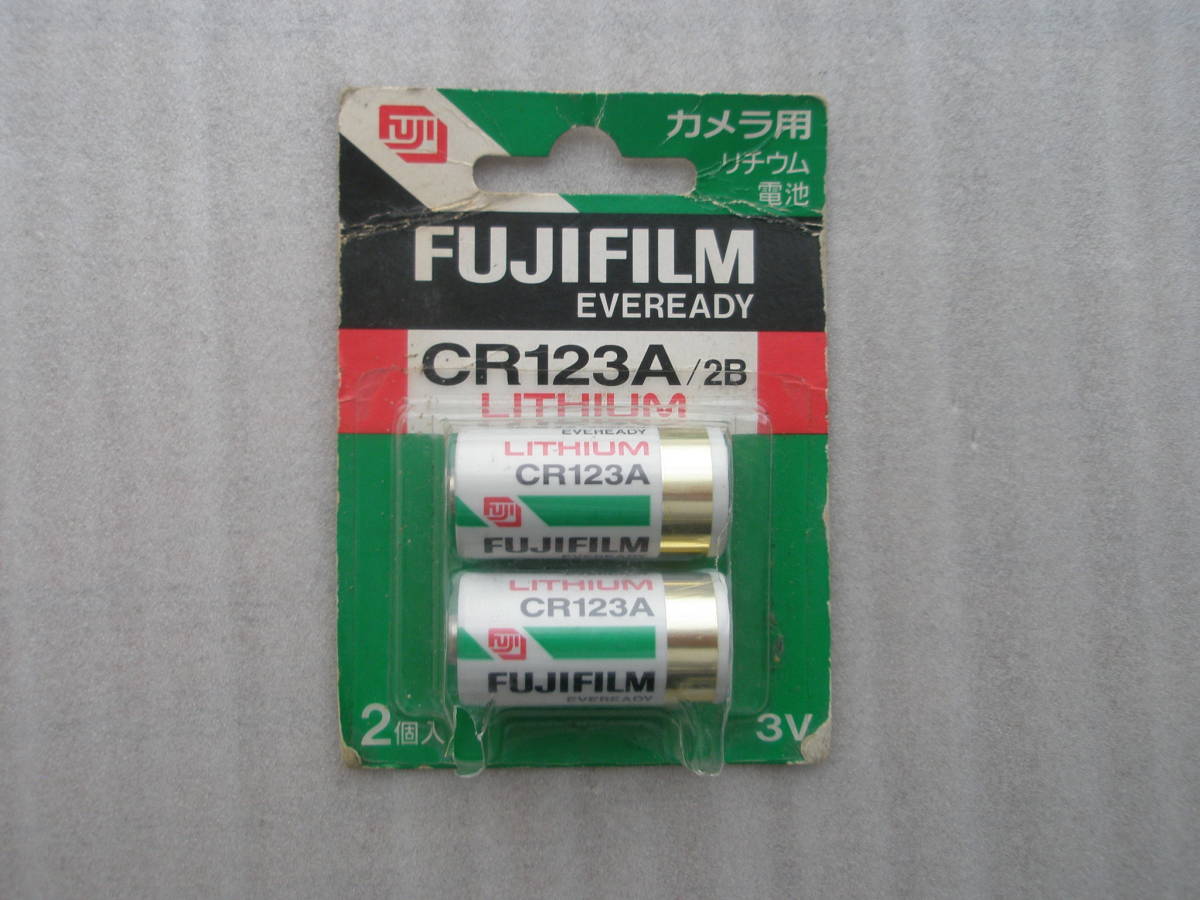 FUJI
カメラ用
リチウム
電池
FUJIFILM
EVEREADY
CR123A/2B
LITHIUM
EVEREADY
LITHIUM
CR123A
FUJI
FUJIFILM
EVEREADY
LITHIUM
CR123A
FUJI
FUJIFILM
EVEREADY
2個入
3V